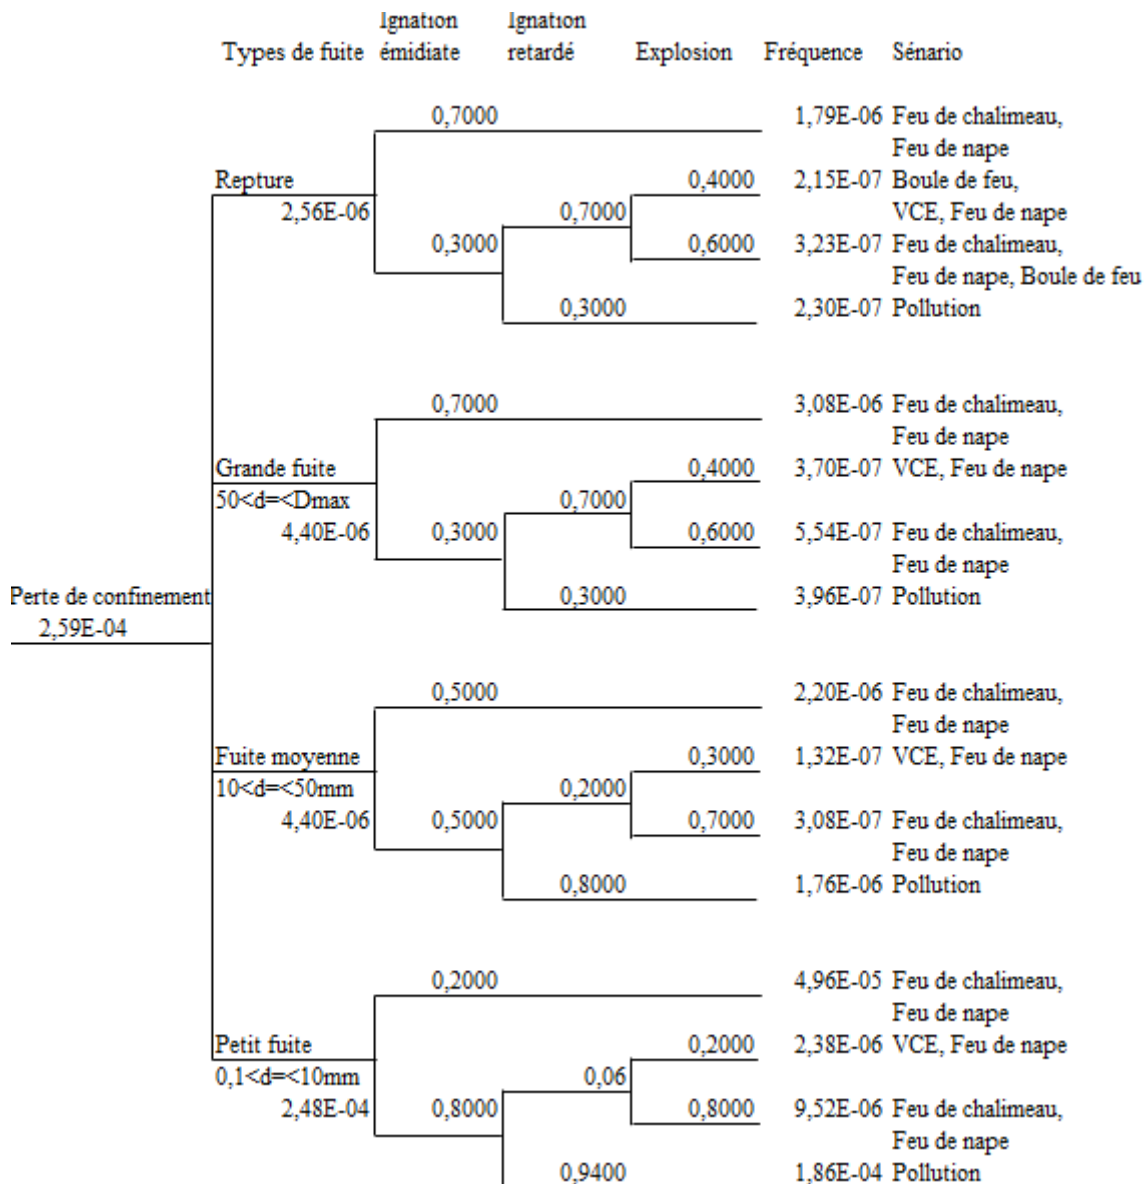 Ignation Ignation
Types de fuite émidiate retardé Explosion Fréquence Sénario
0,7000 1,79E-06 Feu de chalimeau,
Feu de nape
Repture 0,4000 2,15E-07 Boule de feu,
2,56E-06 0,7000 VCE, Feu de nape
0,3000 0,6000 3,23E-07 Feu de chalimeau,
Feu de nape, Boule de feu
0,3000 2,30E-07 Pollution
0,7000 3,08E-06 Feu de chalimeau,
Feu de nape
Grande fuite 0,4000 3,70E-07 VCE, Feu de nape
50<d=<Dmax 0,7000
4,40E-06 0,3000 0,6000 5,54E-07 Feu de chalimeau,
Feu de nape
Perte de confinement 0,3000 3,96E-07 Pollution
2,59E-04
0,5000 2,20E-06 Feu de chalimeau,
Feu de nape
Fuite moyenne 0,3000 1,32E-07 VCE, Feu de nape
10<d=<50mm 0,2000
4,40E-06 0,5000 0,7000 3,08E-07 Feu de chalimeau,
Feu de nape
0,8000 1,76E-06 Pollution
0,2000 4,96E-05 Feu de chalimeau,
Feu de nape
Petit fuite 0,2000 2,38E-06 VCE, Feu de nape
0,1<d=<10mm 0,06
2,48E-04 0,8000 0,8000 9,52E-06 Feu de chalimeau,
Feu de nape
0,9400 1,86E-04 Pollution